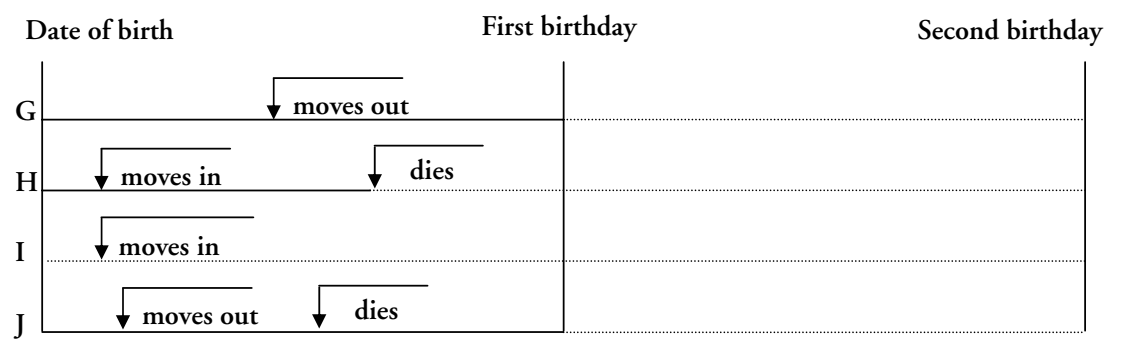 Date of birth First birthday Second birthday
G moves out
H moves in dies
I moves in
J moves out dies